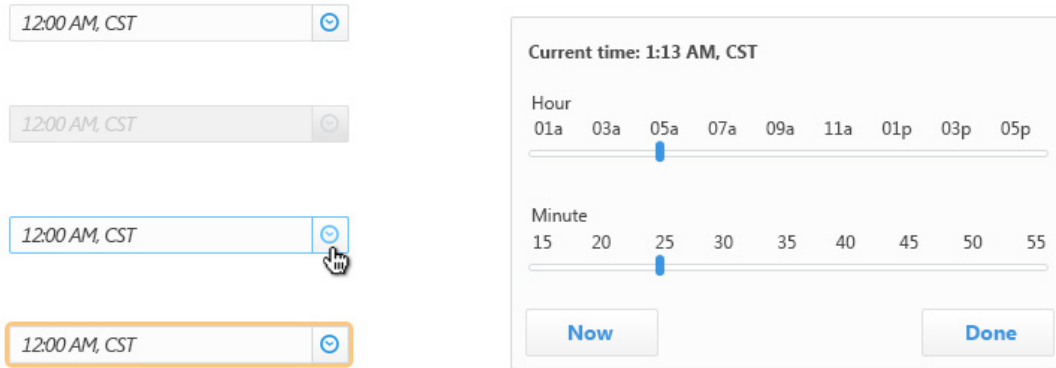 12:00 AM, CST
12:00 AM, CST
12:00 AM, CST
12:00 AM, CST
Current time: 1:13 AM, CST
Hour
01a 03a 05a 07a 09a 11a 01p 03p 05p
Minute
15 20 25 30 35 40 45 50 55
Now Done